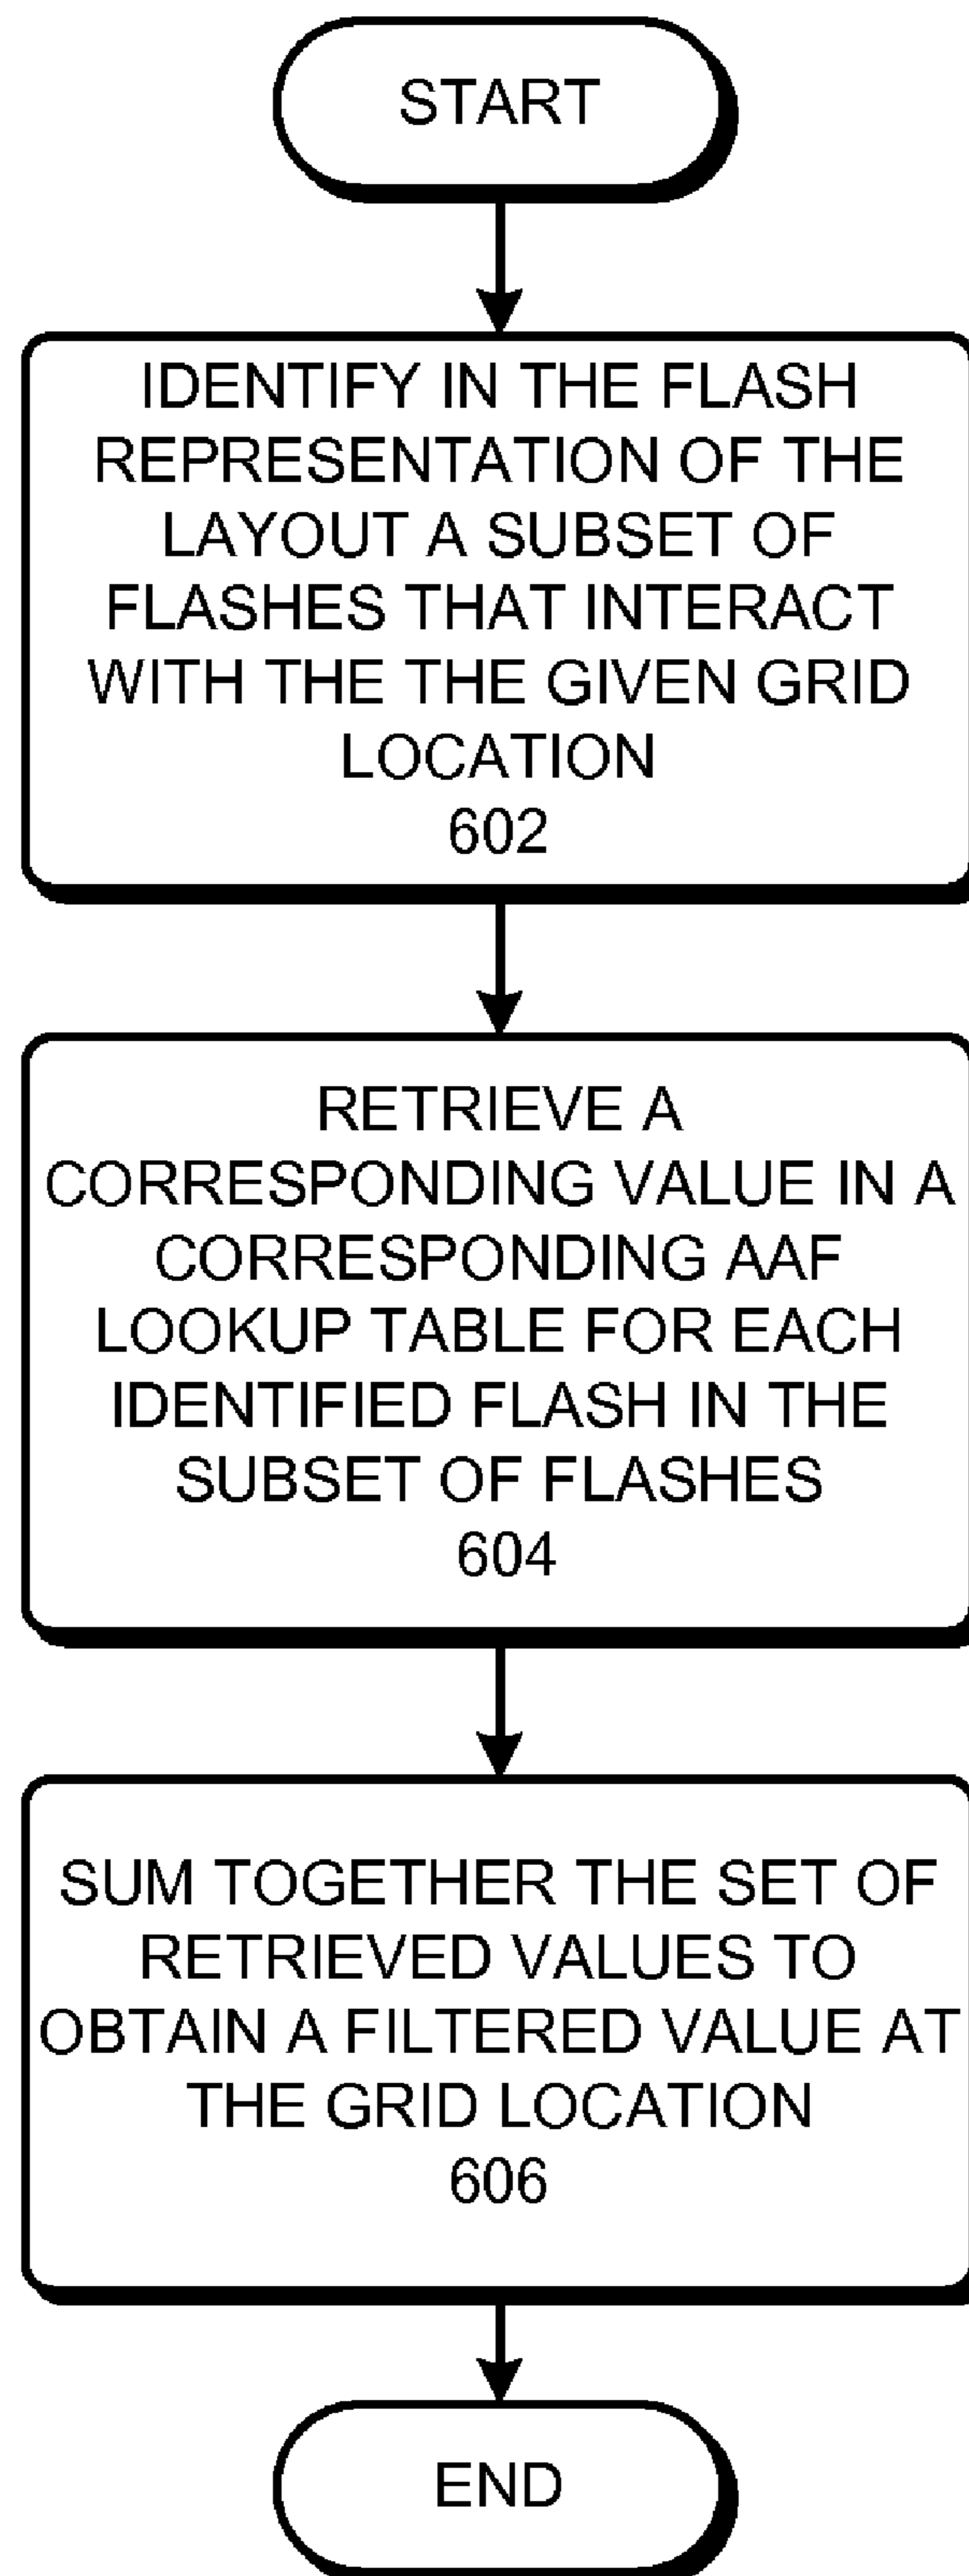 START
IDENTIFY IN THE FLASH
REPRESENTATION OF THE
LAYOUT A SUBSET OF
FLASHES THAT INTERACT
WITH THE THE GIVEN GRID
LOCATION
602
RETRIEVE A
CORRESPONDING VALUE IN A
CORRESPONDING AAF
LOOKUP TABLE FOR EACH
IDENTIFIED FLASH IN THE
SUBSET OF FLASHES
604
SUM TOGETHER THE SET OF
RETRIEVED VALUES TO
OBTAIN A FILTERED VALUE AT
THE GRID LOCATION
606
END